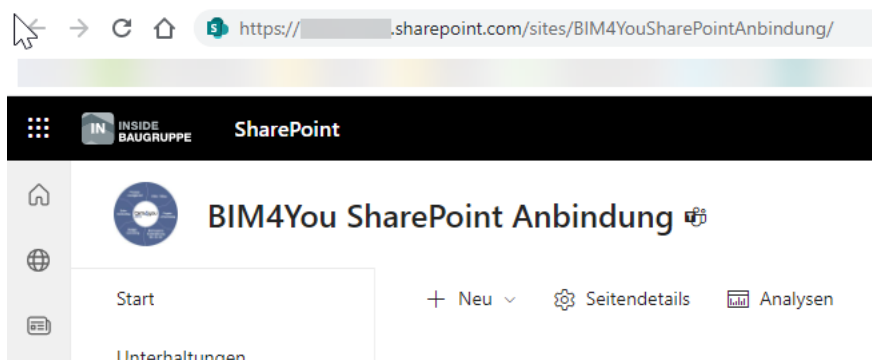 https:// .sharepoint.com/sites/BIM4YouSharePointAnbindung/
IN INSIDE BAUGRUPPE SharePoint
BIM4You SharePoint Anbindung
Start
+ Neu Seitendetails Analysen
Unterhaltungen